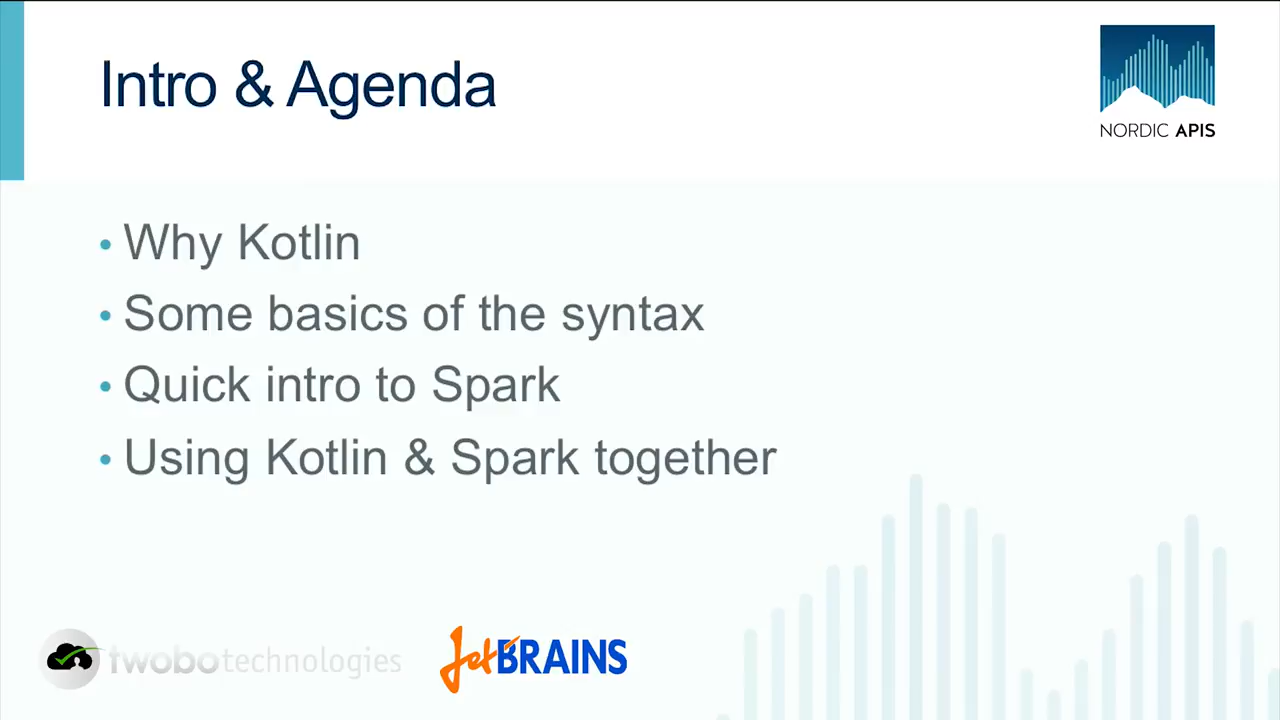 Intro & Agenda
NORDIC APIS
• Why Kotlin
• Some basics of the syntax
• Quick intro to Spark
• Using Kotlin & Spark together
twobotechnologies
JetBRAINS